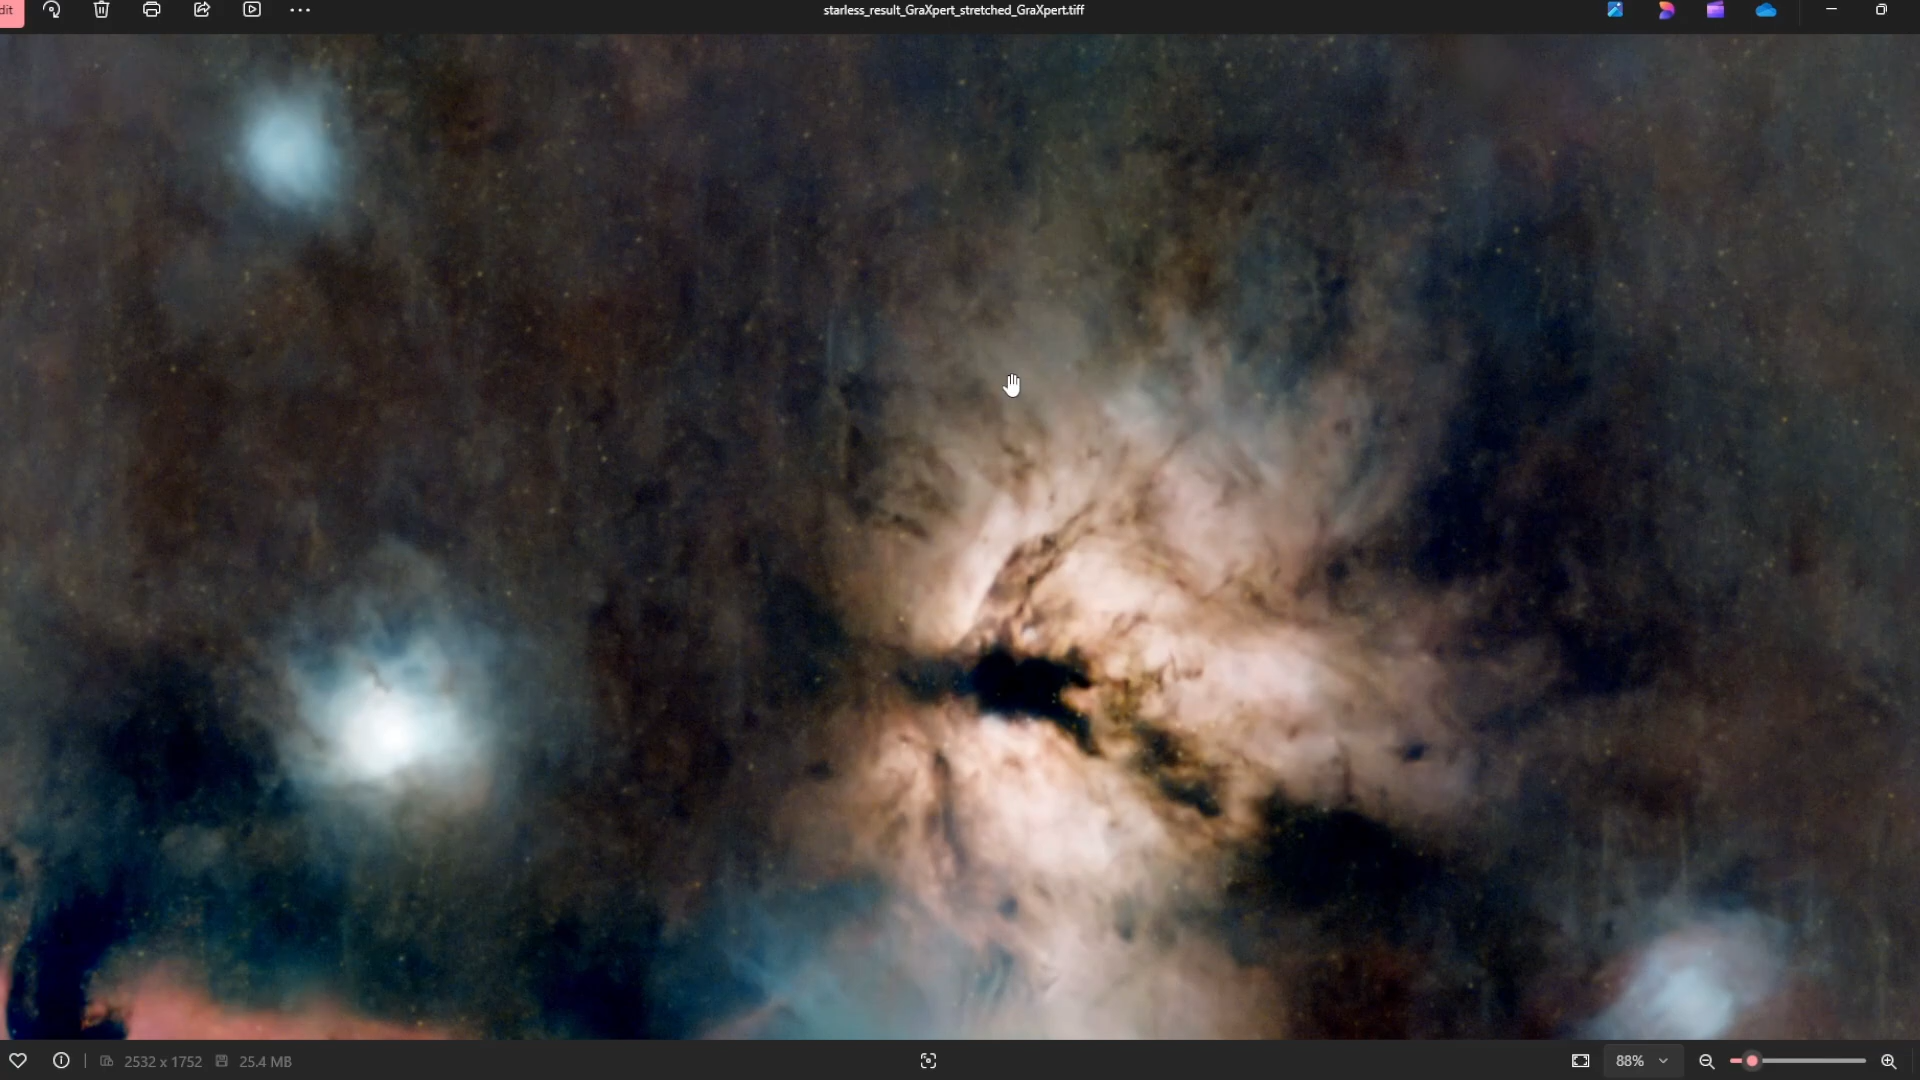 dit
starless_result_GraXpert_stretched_GraXpert.tiff
2532 x 1752
25.4 MB
88%